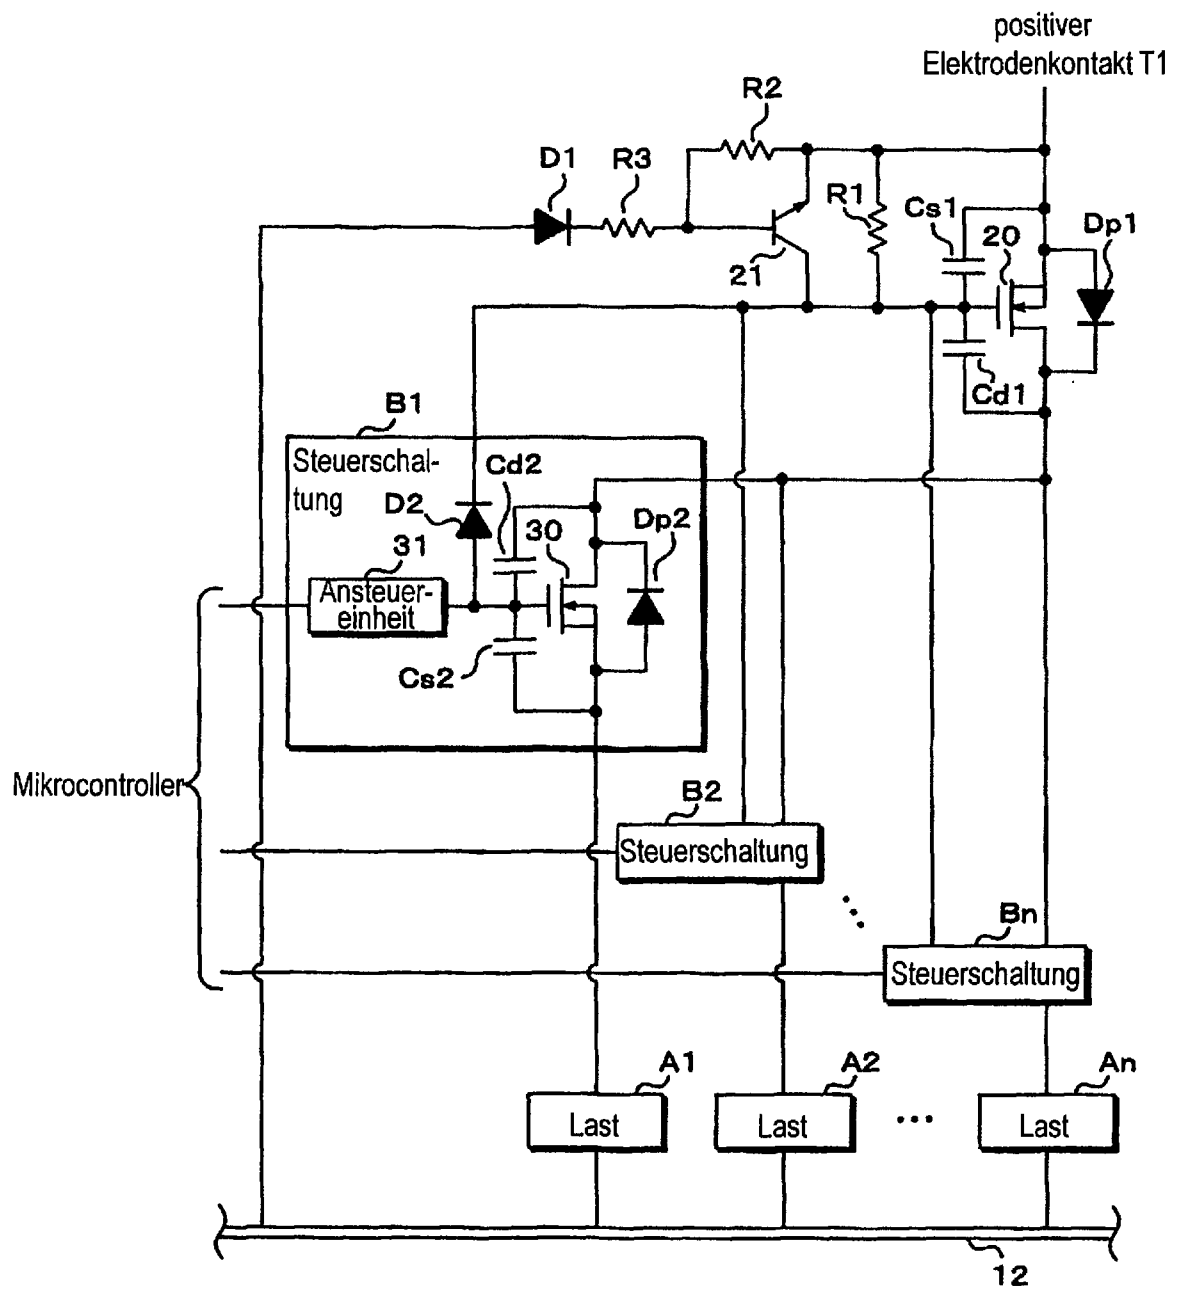 positiver
Elektrodenkontakt T1
R2
D1
R3
R1
Cs1
20
Dp1
21
Cd1
B1
Steuerschal-
tung
Cd2
D2
30
Dp2
31
Ansteuer-
einheit
Cs2
Mikrocontroller
B2
Steuerschaltung
Bn
Steuerschaltung
A1
A2
An
Last
Last
Last
12